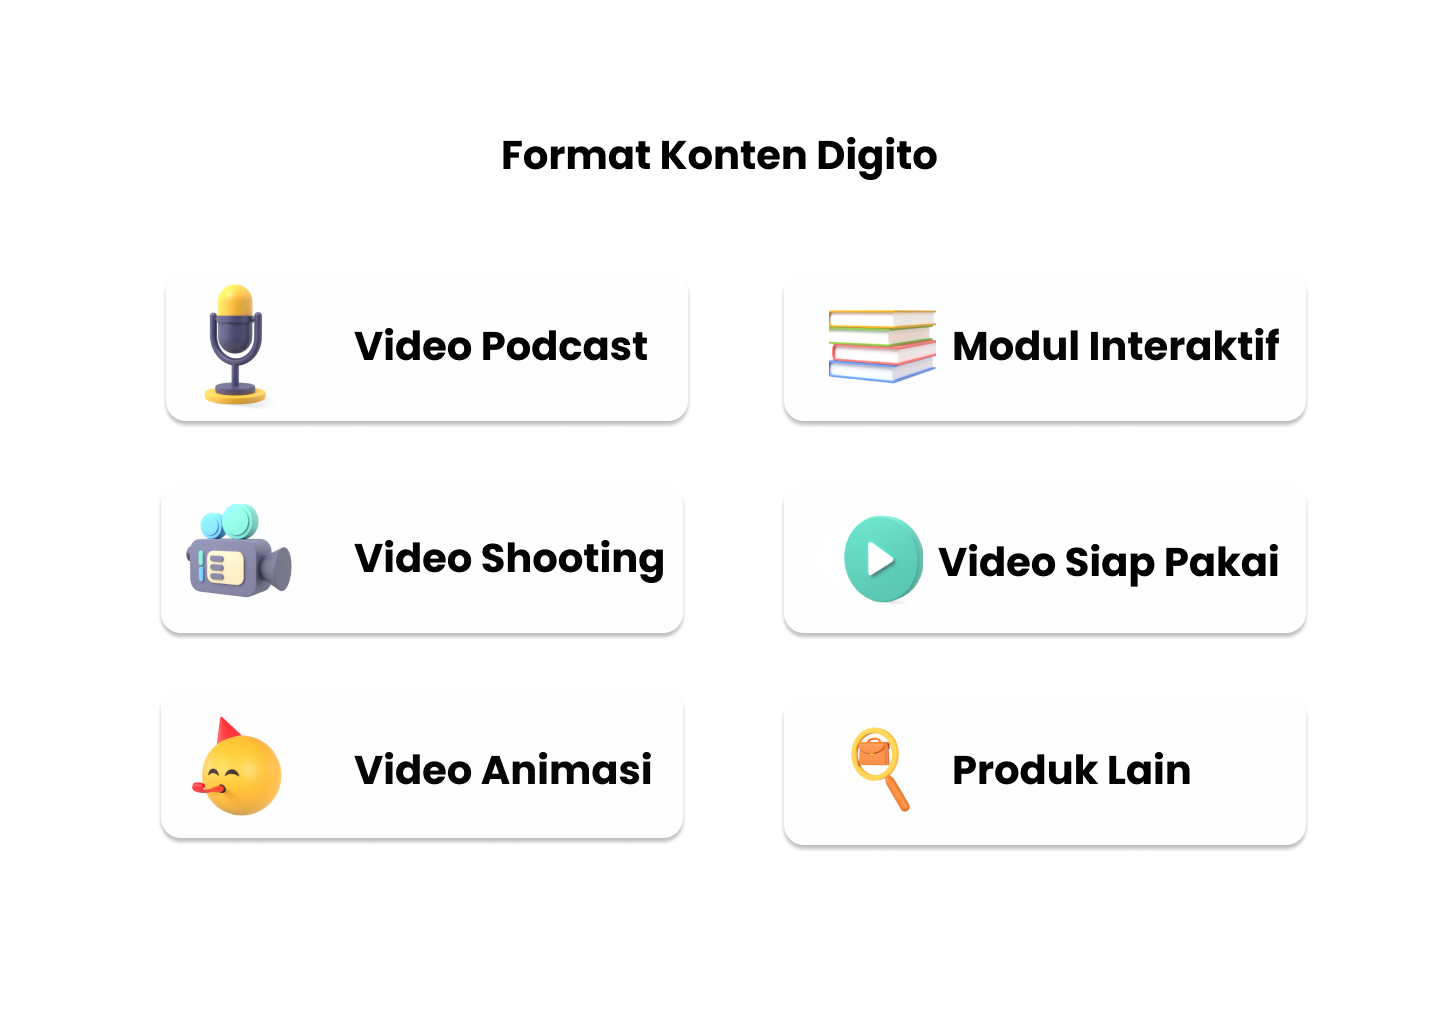 Format Konten Digito
Video Podcast
Modul Interaktif
Video Shooting
Video Siap Pakai
Video Animasi
Produk Lain